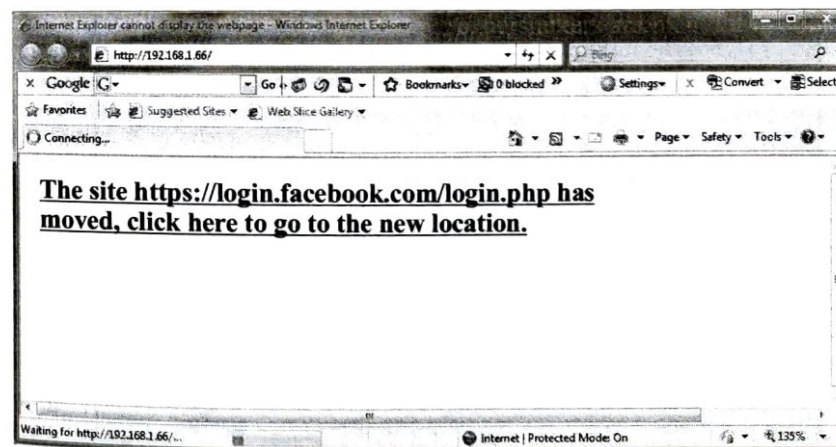 Internet Explorer cannot display the webpage - Windows Internet Explorer
http://192.168.1.66/
Bing
x Google G Go Bookmarks 0 blocked » Settings x Convert Select
Favorites Suggested Sites Web Slice Gallery
Connecting... Page Safety Tools
The site https://login.facebook.com/login.php has
moved, click here to go to the new location.
Waiting for http://192.168.1.66/... Internet | Protected Mode: On 135%